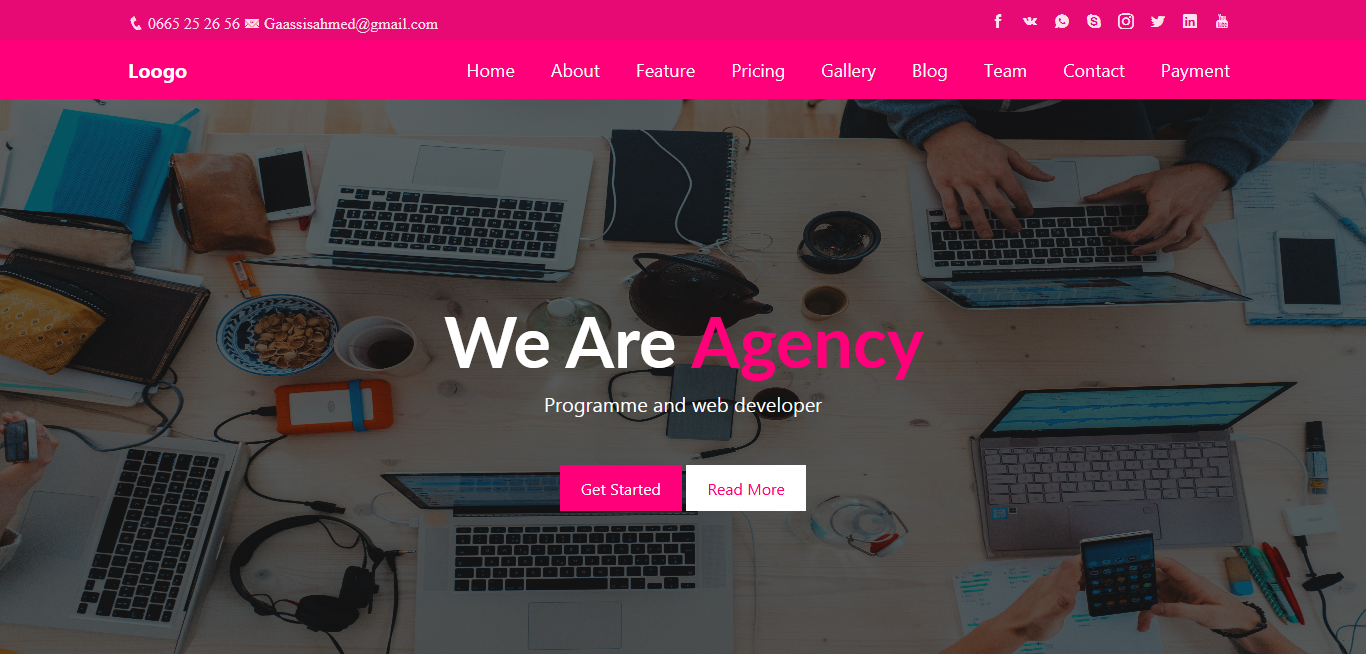 0665 25 26 56 Gaassisahmed@gmail.com
Loogo Home About Feature Pricing Gallery Blog Team Contact Payment
We Are Agency
Programme and web developer
Get Started Read More